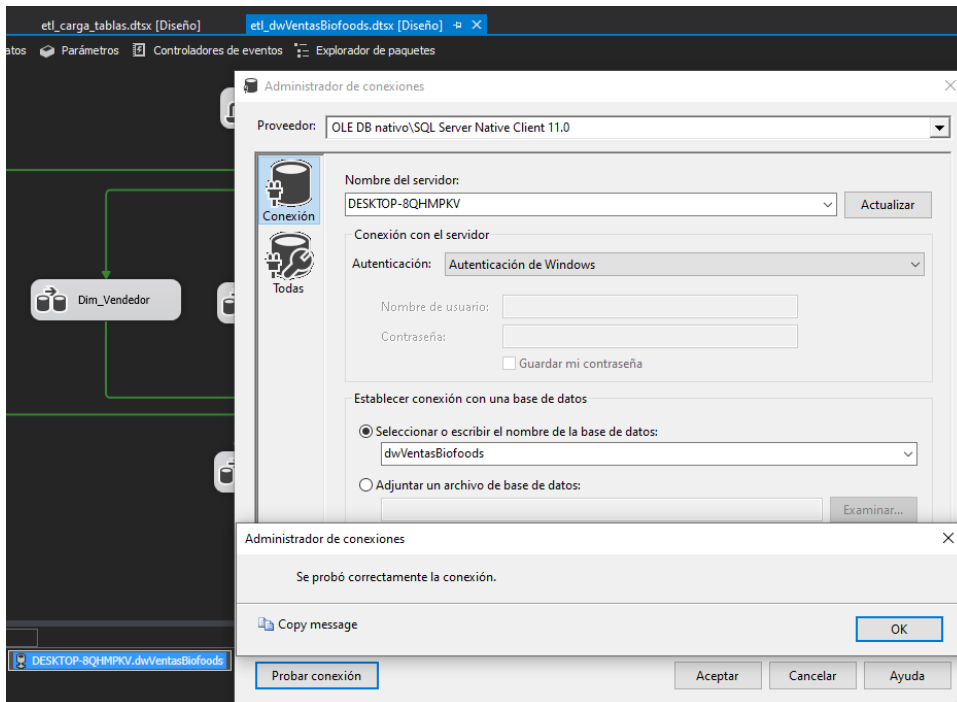 etl_carga_tablas.dtsx [Diseño]
etl_dwVentasBiofoods.dtsx [Diseño]
atos
Parámetros
Controladores de eventos
Explorador de paquetes
Administrador de conexiones
Proveedor:
OLE DB nativo\SQL Server Native Client 11.0
Conexión
Todas
Nombre del servidor:
DESKTOP-8QHMPKV
Actualizar
Conexión con el servidor
Autenticación:
Autenticación de Windows
Nombre de usuario:
Contraseña:
Guardar mi contraseña
Establecer conexión con una base de datos
Seleccionar o escribir el nombre de la base de datos:
dwVentasBiofoods
Adjuntar un archivo de base de datos:
Examinar...
Dim_Vendedor
Administrador de conexiones
Se probó correctamente la conexión.
Copy message
OK
DESKTOP-8QHMPKV.dwVentasBiofoods
Probar conexión
Aceptar
Cancelar
Ayuda